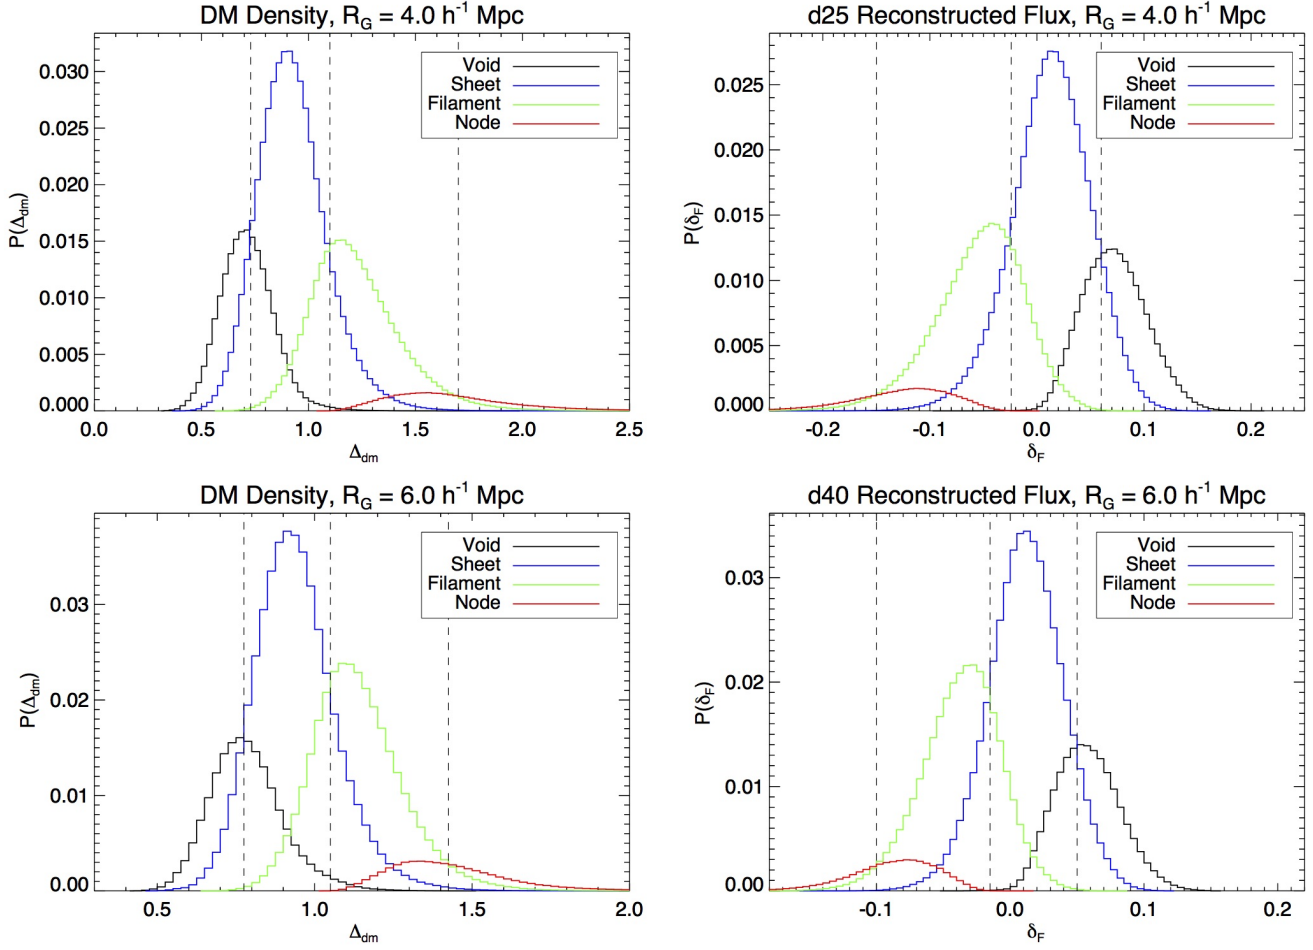 DM Density, R_G = 4.0 h⁻¹ Mpc
Void
Sheet
Filament
Node
P(Δ_dm)
0.030
0.025
0.020
0.015
0.010
0.005
0.000
0.0 0.5 1.0 1.5 2.0 2.5
Δ_dm
d25 Reconstructed Flux, R_G = 4.0 h⁻¹ Mpc
Void
Sheet
Filament
Node
P(δ_F)
0.025
0.020
0.015
0.010
0.005
0.000
-0.2 -0.1 0.0 0.1 0.2
δ_F
DM Density, R_G = 6.0 h⁻¹ Mpc
Void
Sheet
Filament
Node
P(Δ_dm)
0.03
0.02
0.01
0.00
0.5 1.0 1.5 2.0
Δ_dm
d40 Reconstructed Flux, R_G = 6.0 h⁻¹ Mpc
Void
Sheet
Filament
Node
P(δ_F)
0.03
0.02
0.01
0.00
-0.1 0.0 0.1 0.2
δ_F